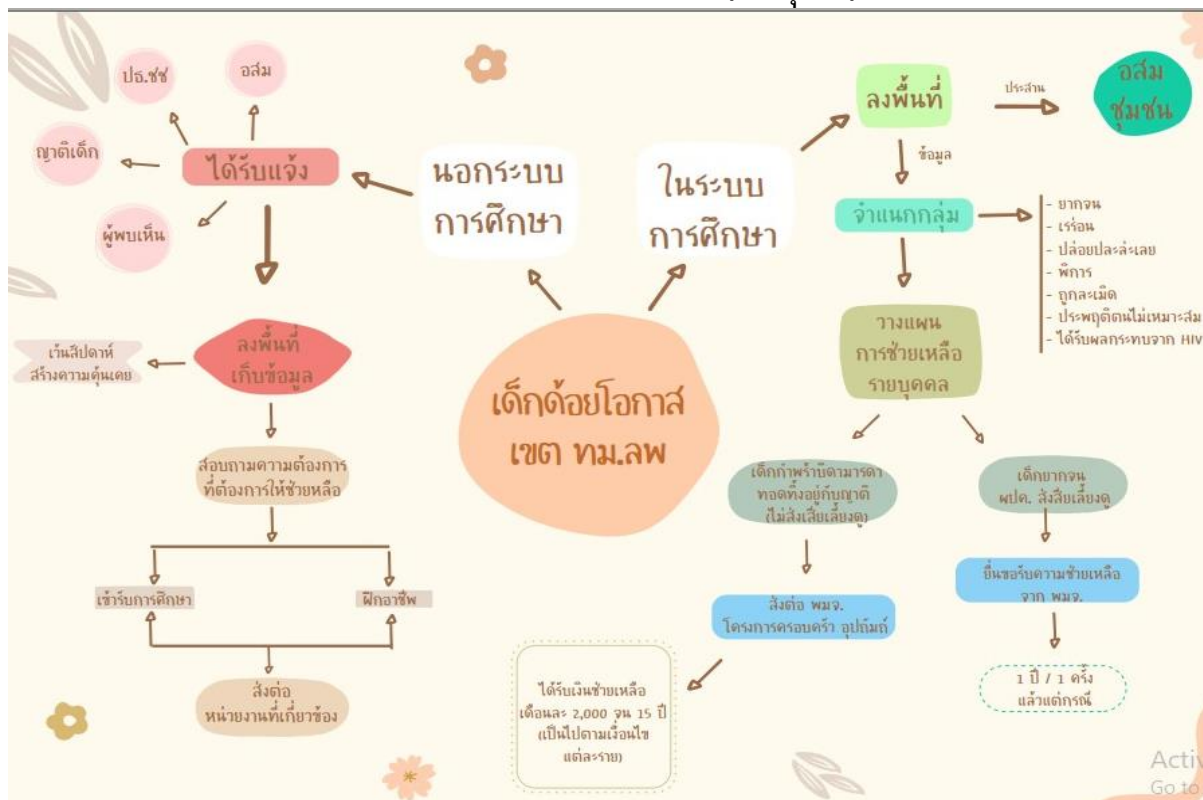 ปธ.ชช
อสม
ญาติเด็ก
ได้รับแจ้ง
ผู้พบเห็น
นอกระบบ
การศึกษา
ในระบบ
การศึกษา
ลงพื้นที่
ประสาน
อสม
ชุมชน
ข้อมูล
จำแนกกลุ่ม
- ยากจน
- เร่ร่อน
- ปล่อยปละล่ะเลย
- พิการ
- ถูกละเมิด
- ประพฤติตนไม่เหมาะสม
- ได้รับผลกระทบจาก HIV
ลงพื้นที่
เก็บข้อมูล
เว้นสัปดาห์
สร้างความคุ้นเคย
เด็กด้อยโอกาส
เขต ทม.ลพ
วางแผน
การช่วยเหลือ
รายบุคคล
สอบถามความต้องการ
ที่ต้องการให้ช่วยหลือ
เด็กกำพร้าบิดามารดา
ทอดทิ้งอยู่กับญาติ
(ไม่ส่งเสียเลี้ยงดู)
เด็กยากจน
ผปค. ส่งสียเลี้ยงดู
เข้ารับการศึกษา
ฝึกอาชีพ
ส่งต่อ พมจ.
โครงการครอบครัว อุปถัมถ์
ยื่นขอรับความช่วยเหลือ
จาก พมจ.
ส่งต่อ
หน่วยงานที่เกี่ยวข้อง
ได้รับเงินช่วยเหลือ
เดือนละ 2,000 จน 15 ปี
(เป็นไปตามเงื่อนไข
แต่ละราย)
1 ปี / 1 ครั้ง
แล้วแต่กรณี
Go to